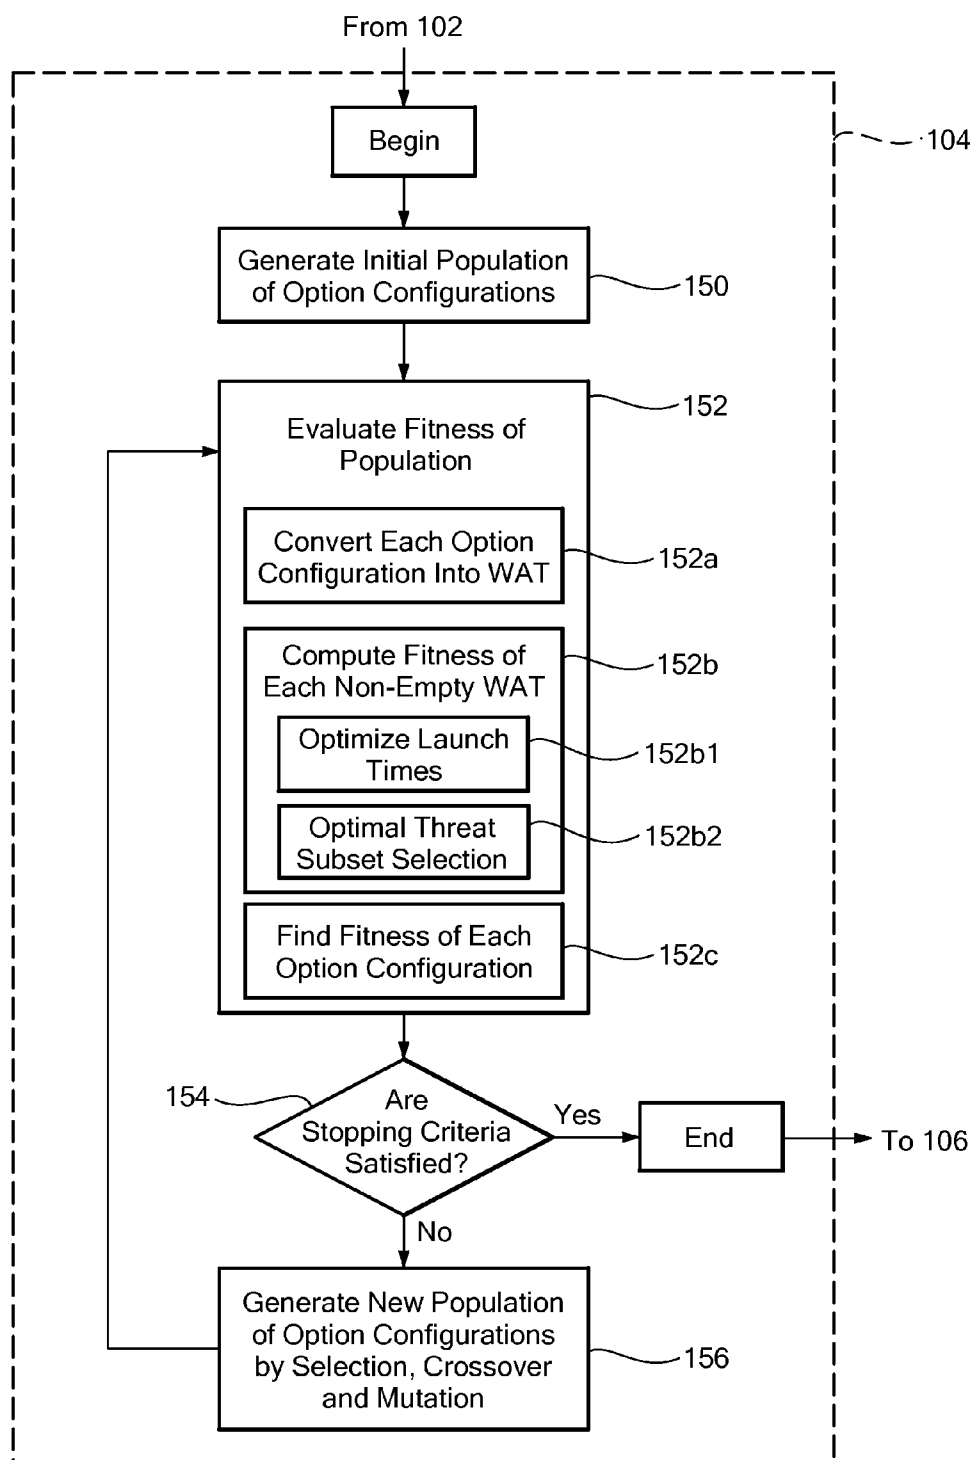 From 102
Begin
104
Generate Initial Population
of Option Configurations
150
152
Evaluate Fitness of
Population
Convert Each Option
Configuration Into WAT
152a
Compute Fitness of
Each Non-Empty WAT
152b
Optimize Launch
Times
152b1
Optimal Threat
Subset Selection
152b2
Find Fitness of Each
Option Configuration
152c
154
Are
Stopping Criteria
Satisfied?
Yes
End
To 106
No
Generate New Population
of Option Configurations
by Selection, Crossover
and Mutation
156